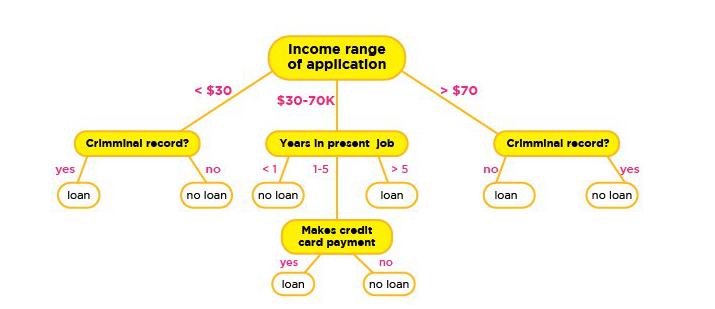 Income range
of application
< $30
$30-70K
> $70
Crimminal record?
Years in present job
Crimminal record?
yes
no
< 1
1-5
> 5
no
yes
loan
no loan
no loan
loan
loan
no loan
Makes credit
card payment
yes
no
loan
no loan